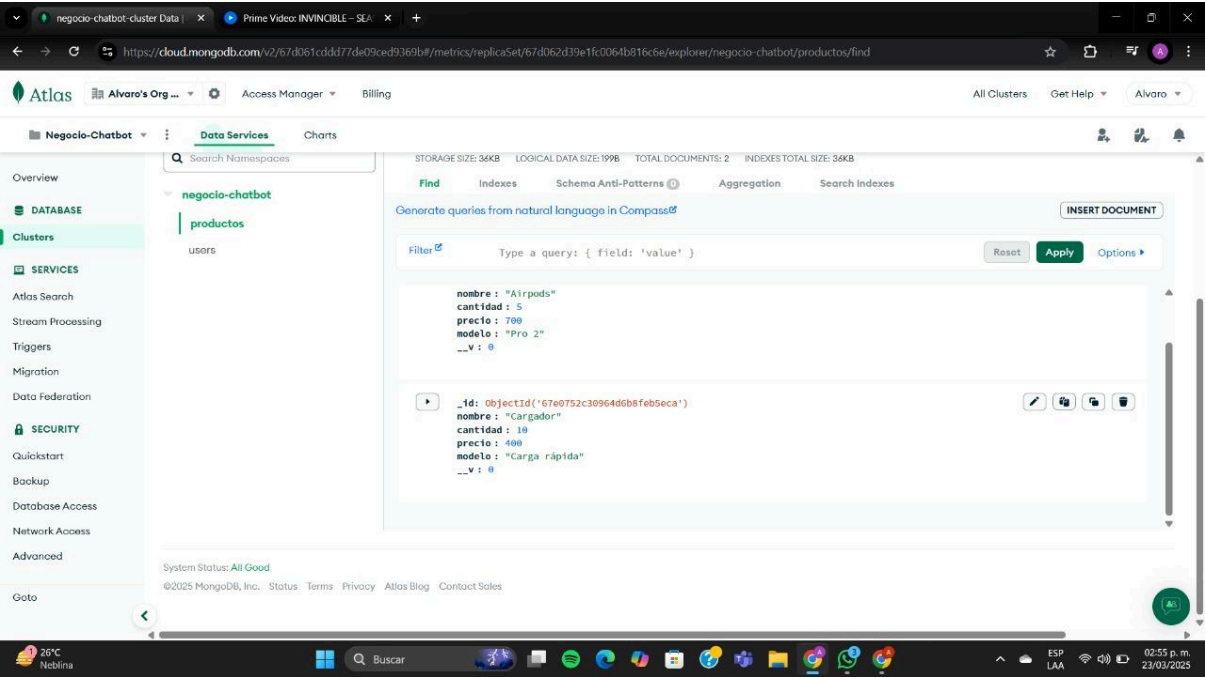 negocio-chatbot-cluster Data |
Prime Video: INVINCIBLE – SEA
https://cloud.mongodb.com/v2/67d061cddd77de09ced9369b#/metrics/replicaSet/67d062d39e1fc0064b816c6e/explorer/negocio-chatbot/productos/find
A
Atlas
Alvaro's Org ...
Access Manager
Billing
All Clusters
Get Help
Alvaro
Negocio-Chatbot
Data Services
Charts
Overview
DATABASE
Clusters
SERVICES
Atlas Search
Stream Processing
Triggers
Migration
Data Federation
SECURITY
Quickstart
Backup
Database Access
Network Access
Advanced
Goto
Search Namespaces
negocio-chatbot
productos
users
STORAGE SIZE: 36KB LOGICAL DATA SIZE: 199B TOTAL DOCUMENTS: 2 INDEXES TOTAL SIZE: 36KB
Find Indexes Schema Anti-Patterns 0 Aggregation Search Indexes
Generate queries from natural language in Compass
INSERT DOCUMENT
Filter
Type a query: { field: 'value' }
Reset
Apply
Options
nombre : "Airpods"
cantidad : 5
precio : 700
modelo : "Pro 2"
__v : 0
_id: ObjectId('67e0752c30964d6b8feb5eca')
nombre : "Cargador"
cantidad : 10
precio : 400
modelo : "Carga rápida"
__v : 0
System Status: All Good
©2025 MongoDB, Inc. Status Terms Privacy Atlas Blog Contact Sales
1
26°C
Neblina
Buscar
ESP
LAA
02:55 p. m.
23/03/2025